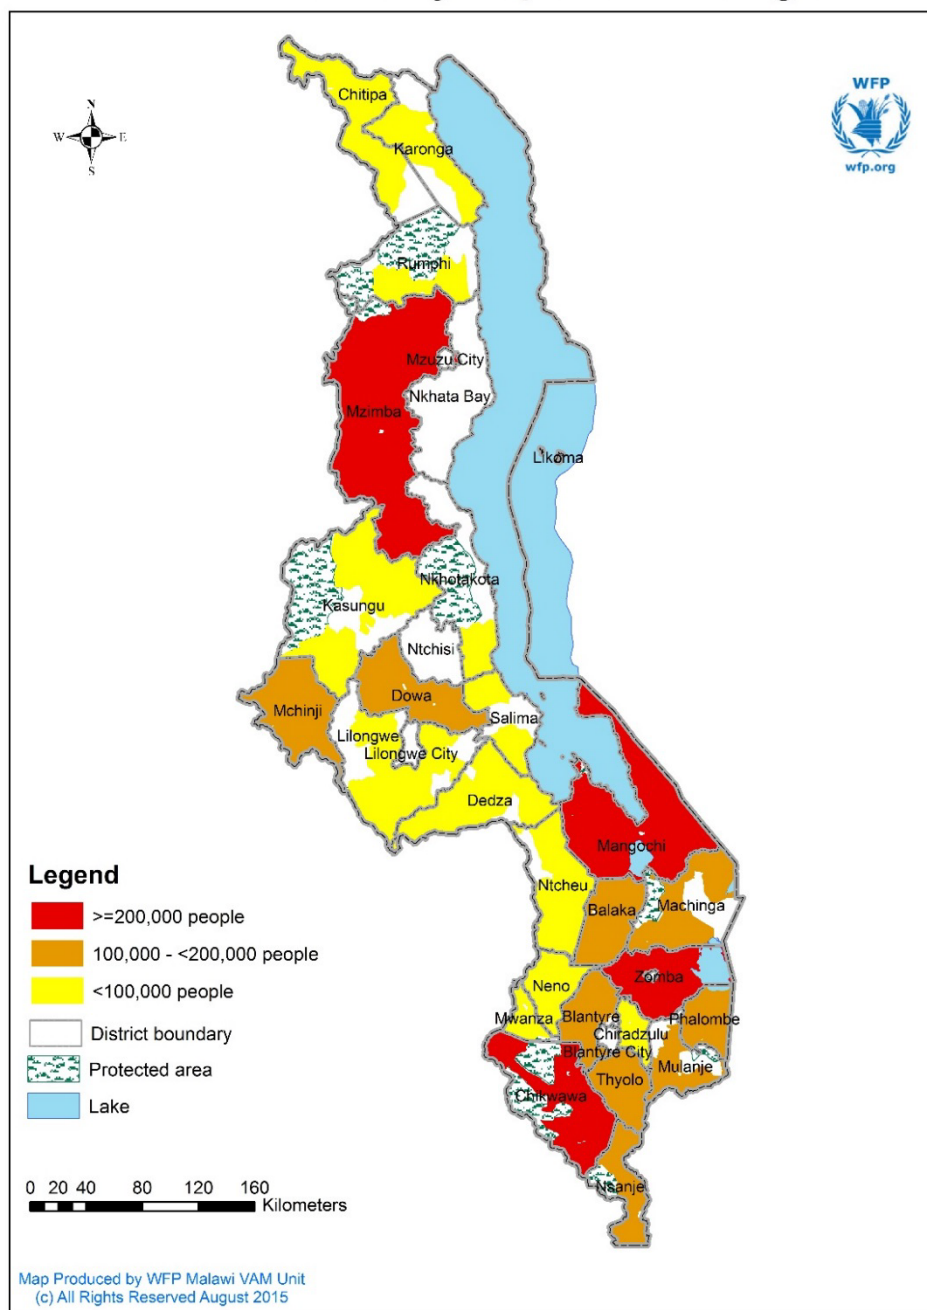 Chitipa
N
W E
S
WFP
wfp.org
Karonga
Rumphi
Mzuzu City
Nkhata Bay
Mzimba
Likoma
Nkhotakota
Kasungu
Ntchisi
Dowa
Mchinji
Salima
Lilongwe
Lilongwe City
Dedza
Mangochi
Ntcheu
Balaka
Machinga
Zomba
Neno
Mwanza
Blantyre
Phalombe
Chiradzulu
Blantyre City
Mulanje
Thyolo
Chikwawa
Nsanje
Legend
>=200,000 people
100,000 - <200,000 people
<100,000 people
District boundary
Protected area
Lake
0 20 40 80 120 160
Kilometers
Map Produced by WFP Malawi VAM Unit
(c) All Rights Reserved August 2015